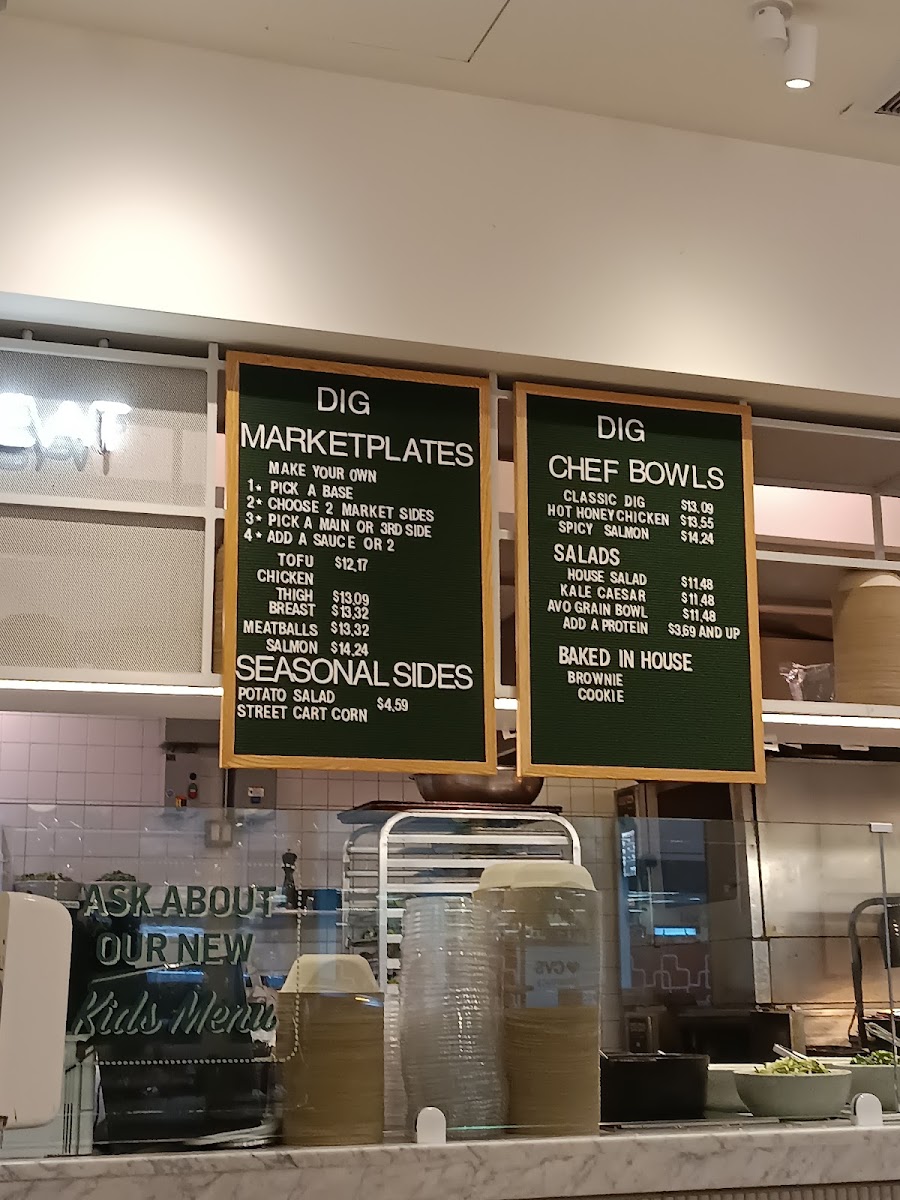 DIG
MARKETPLATES
MAKE YOUR OWN
1* PICK A BASE
2* CHOOSE 2 MARKET SIDES
3* PICK A MAIN OR 3RD SIDE
4* ADD A SAUCE OR 2
TOFU $12,17
CHICKEN
THIGH $13,09
BREAST $13,32
MEATBALLS $13,32
SALMON $14,24
SEASONAL SIDES
POTATO SALAD $4,59
STREET CART CORN
DIG
CHEF BOWLS
CLASSIC DIG $13,09
HOT HONEY CHICKEN $13,55
SPICY SALMON $14,24
SALADS
HOUSE SALAD $11,48
KALE CAESAR $11,48
AVO GRAIN BOWL $11,48
ADD A PROTEIN $3,69 AND UP
BAKED IN HOUSE
BROWNIE
COOKIE
ASK ABOUT
OUR NEW
Kids Menu
CVS